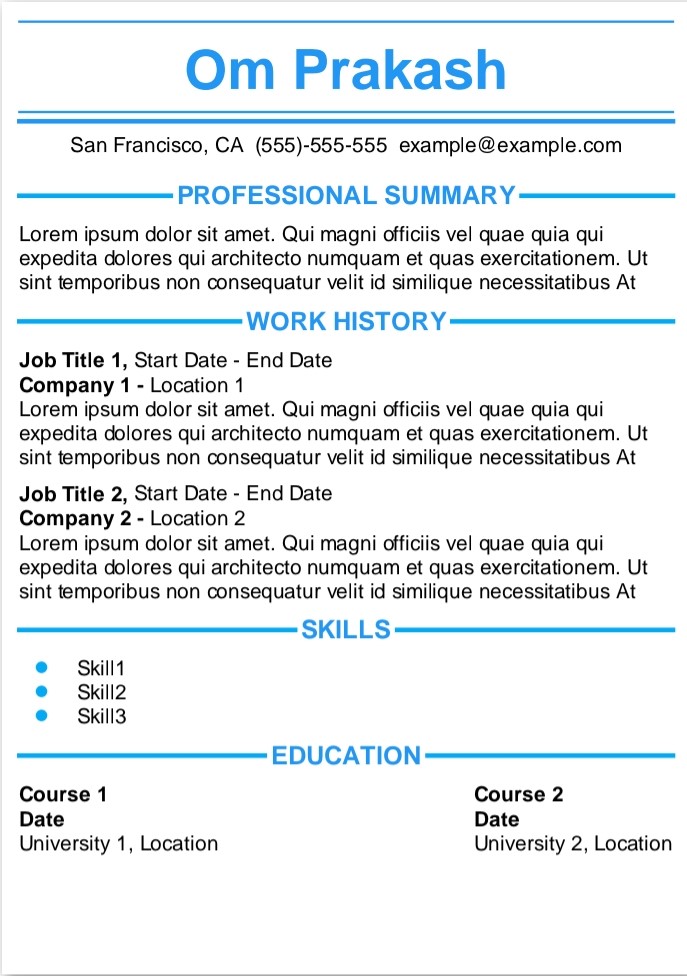 Om Prakash
San Francisco, CA (555)-555-555 example@example.com
PROFESSIONAL SUMMARY
Lorem ipsum dolor sit amet. Qui magni officiis vel quae quia qui
expedita dolores qui architecto numquam et quas exercitationem. Ut
sint temporibus non consequatur velit id similique necessitatibus At
WORK HISTORY
Job Title 1, Start Date - End Date
Company 1 - Location 1
Lorem ipsum dolor sit amet. Qui magni officiis vel quae quia qui
expedita dolores qui architecto numquam et quas exercitationem. Ut
sint temporibus non consequatur velit id similique necessitatibus At
Job Title 2, Start Date - End Date
Company 2 - Location 2
Lorem ipsum dolor sit amet. Qui magni officiis vel quae quia qui
expedita dolores qui architecto numquam et quas exercitationem. Ut
sint temporibus non consequatur velit id similique necessitatibus At
SKILLS
Skill1
Skill2
Skill3
EDUCATION
Course 1
Date
University 1, Location
Course 2
Date
University 2, Location